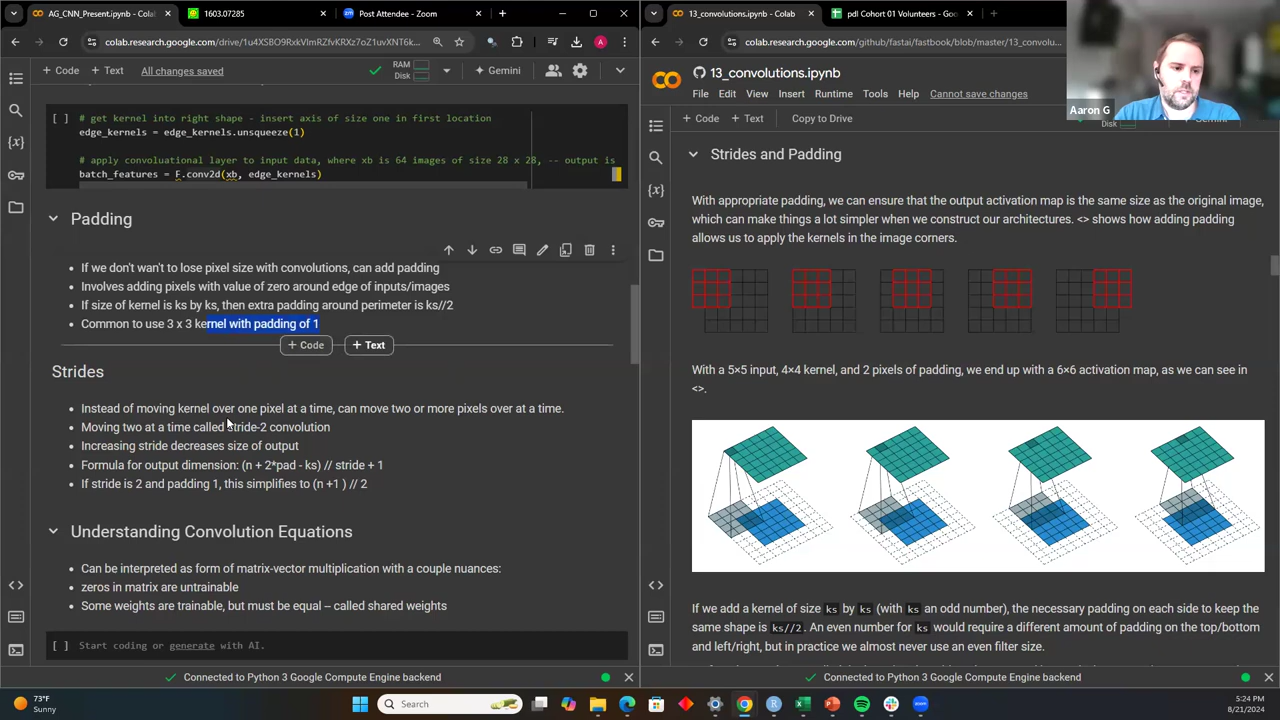 AG_CNN_Present.ipynb - Colab
1603.07285
Post Attendee - Zoom
colab.research.google.com/drive/1u4XSBO9RxkVlmRZfvKRXz7oZ1uvXNT6k...
+ Code + Text All changes saved
RAM
Disk
Gemini
[ ] # get kernel into right shape - insert axis of size one in first location
edge_kernels = edge_kernels.unsqueeze(1)
# apply convoluational layer to input data, where xb is 64 images of size 28 x 28, -- output is
batch_features = F.conv2d(xb, edge_kernels)
Padding
If we don't wan't to lose pixel size with convolutions, can add padding
Involves adding pixels with value of zero around edge of inputs/images
If size of kernel is ks by ks, then extra padding around perimeter is ks//2
Common to use 3 x 3 kernel with padding of 1
+ Code + Text
Strides
Instead of moving kernel over one pixel at a time, can move two or more pixels over at a time.
Moving two at a time called stride-2 convolution
Increasing stride decreases size of output
Formula for output dimension: (n + 2*pad - ks) // stride + 1
If stride is 2 and padding 1, this simplifies to (n +1 ) // 2
Understanding Convolution Equations
Can be interpreted as form of matrix-vector multiplication with a couple nuances:
zeros in matrix are untrainable
Some weights are trainable, but must be equal -- called shared weights
[ ] Start coding or generate with AI.
Connected to Python 3 Google Compute Engine backend
13_convolutions.ipynb - Colab
pdl Cohort 01 Volunteers - Goo
colab.research.google.com/github/fastai/fastbook/blob/master/13_convolu...
13_convolutions.ipynb
File Edit View Insert Runtime Tools Help Cannot save changes
+ Code + Text Copy to Drive
Disk
Aaron G
Strides and Padding
With appropriate padding, we can ensure that the output activation map is the same size as the original image,
which can make things a lot simpler when we construct our architectures. <> shows how adding padding
allows us to apply the kernels in the image corners.
With a 5×5 input, 4×4 kernel, and 2 pixels of padding, we end up with a 6×6 activation map, as we can see in
<>.
If we add a kernel of size ks by ks (with ks an odd number), the necessary padding on each side to keep the
same shape is ks//2. An even number for ks would require a different amount of padding on the top/bottom
and left/right, but in practice we almost never use an even filter size.
Connected to Python 3 Google Compute Engine backend
73°F
Sunny
Search
5:24 PM
8/21/2024